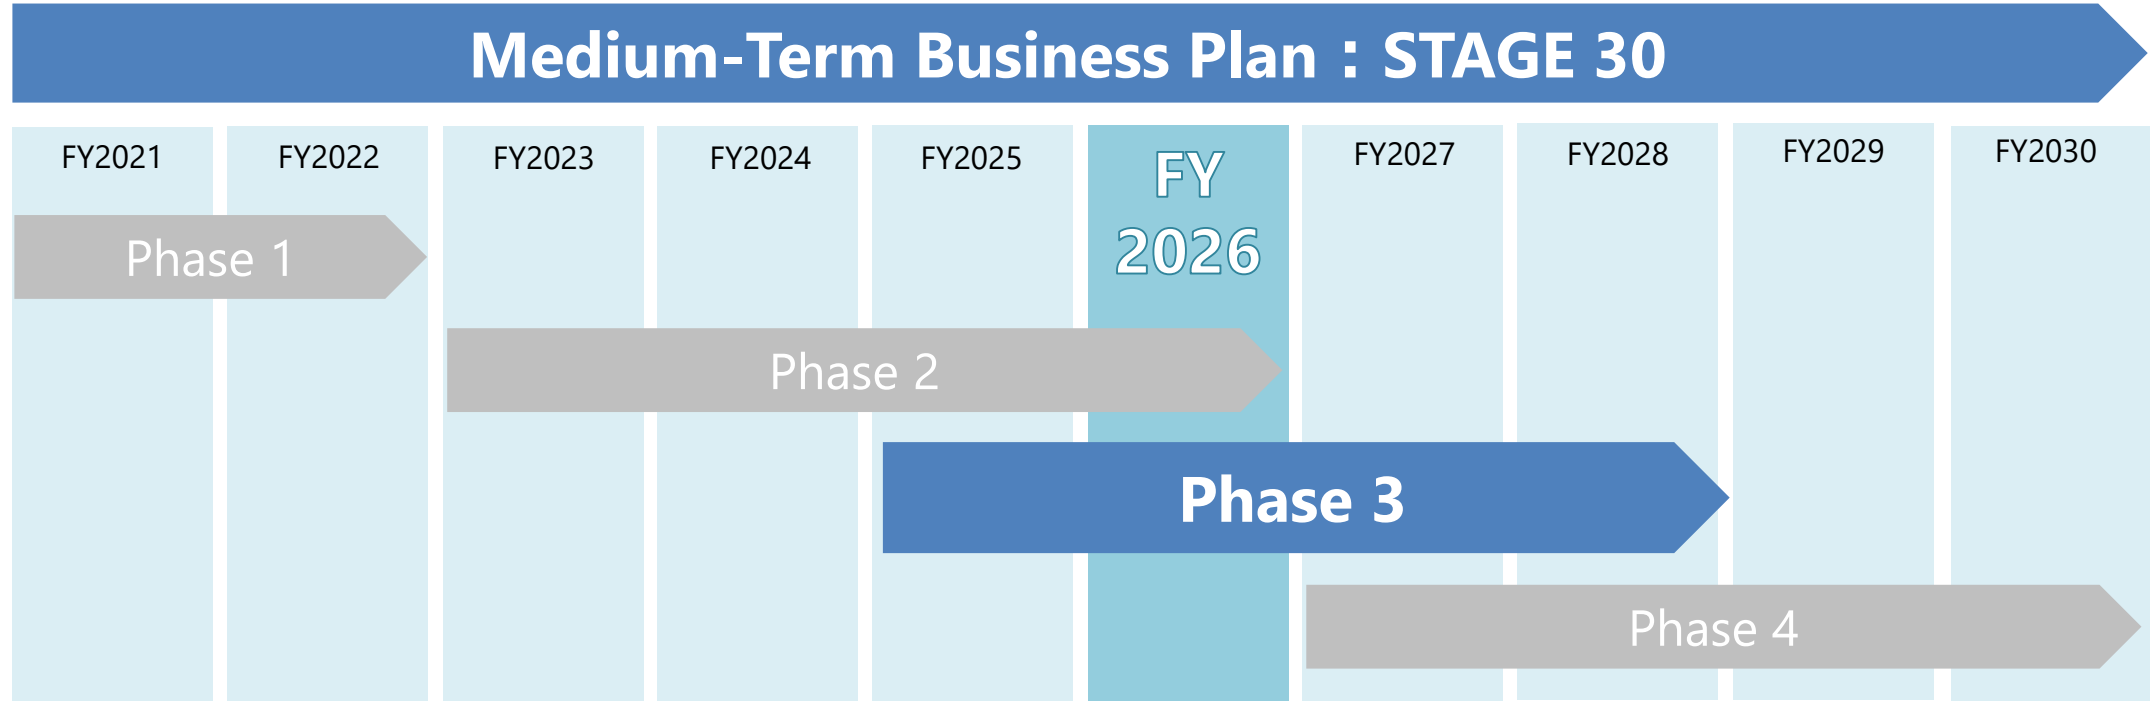 Medium-Term Business Plan：STAGE 30
FY2021
FY2022
FY2023
FY2024
FY2025
FY
2026
FY2027
FY2028
FY2029
FY2030
Phase 1
Phase 2
Phase 3
Phase 4